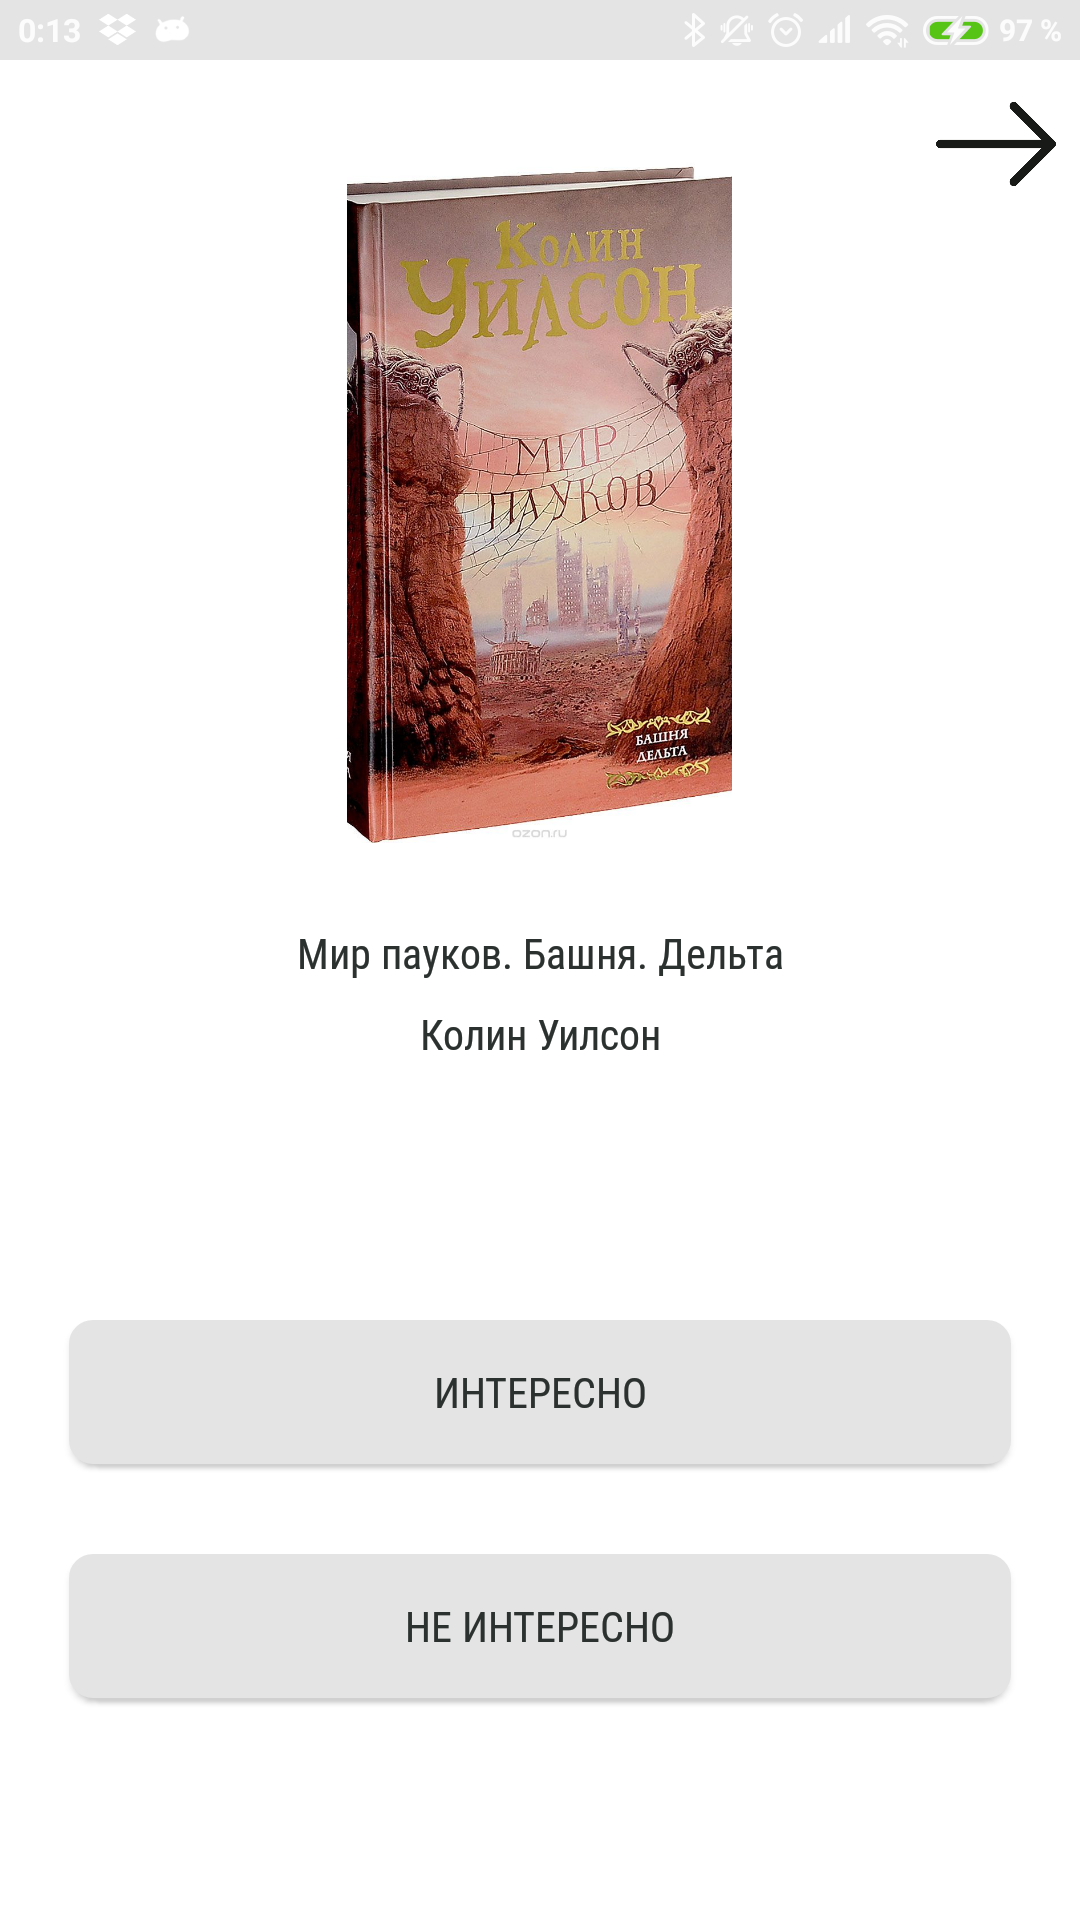 0:13
97 %
Колин
Уилсон
МИР
ПАУКОВ
БАШНЯ
ДЕЛЬТА
ozon.ru
Мир пауков. Башня. Дельта
Колин Уилсон
ИНТЕРЕСНО
НЕ ИНТЕРЕСНО